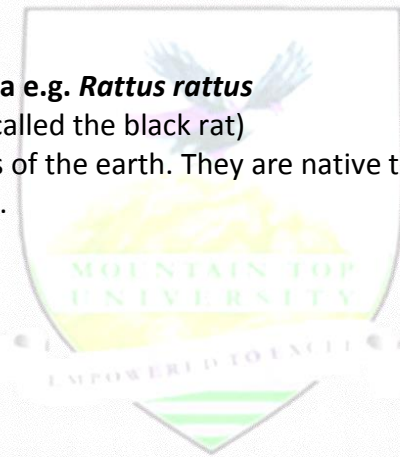 a e.g. Rattus rattus
called the black rat)
s of the earth. They are native t
.
MOUNTAIN TOP
UNIVERSITY
EMPOWERED TO EXCEL